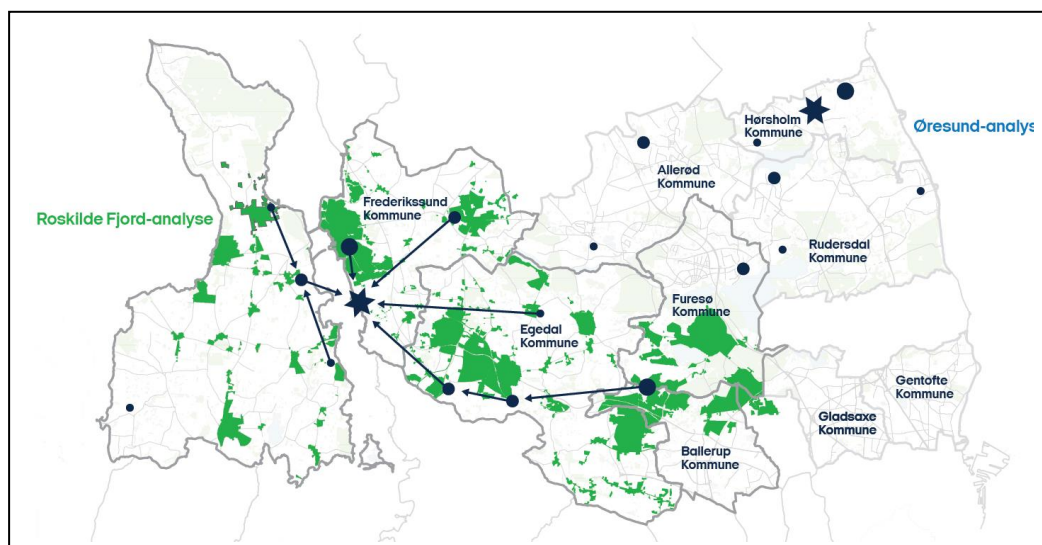 Hørsholm
Kommune
Øresund-analys
Allerød
Kommune
Frederikssund
Kommune
Roskilde Fjord-analyse
Rudersdal
Kommune
Furesø
Kommune
Egedal
Kommune
Gentofte
Kommune
Gladsaxe
Kommune
Ballerup
Kommune